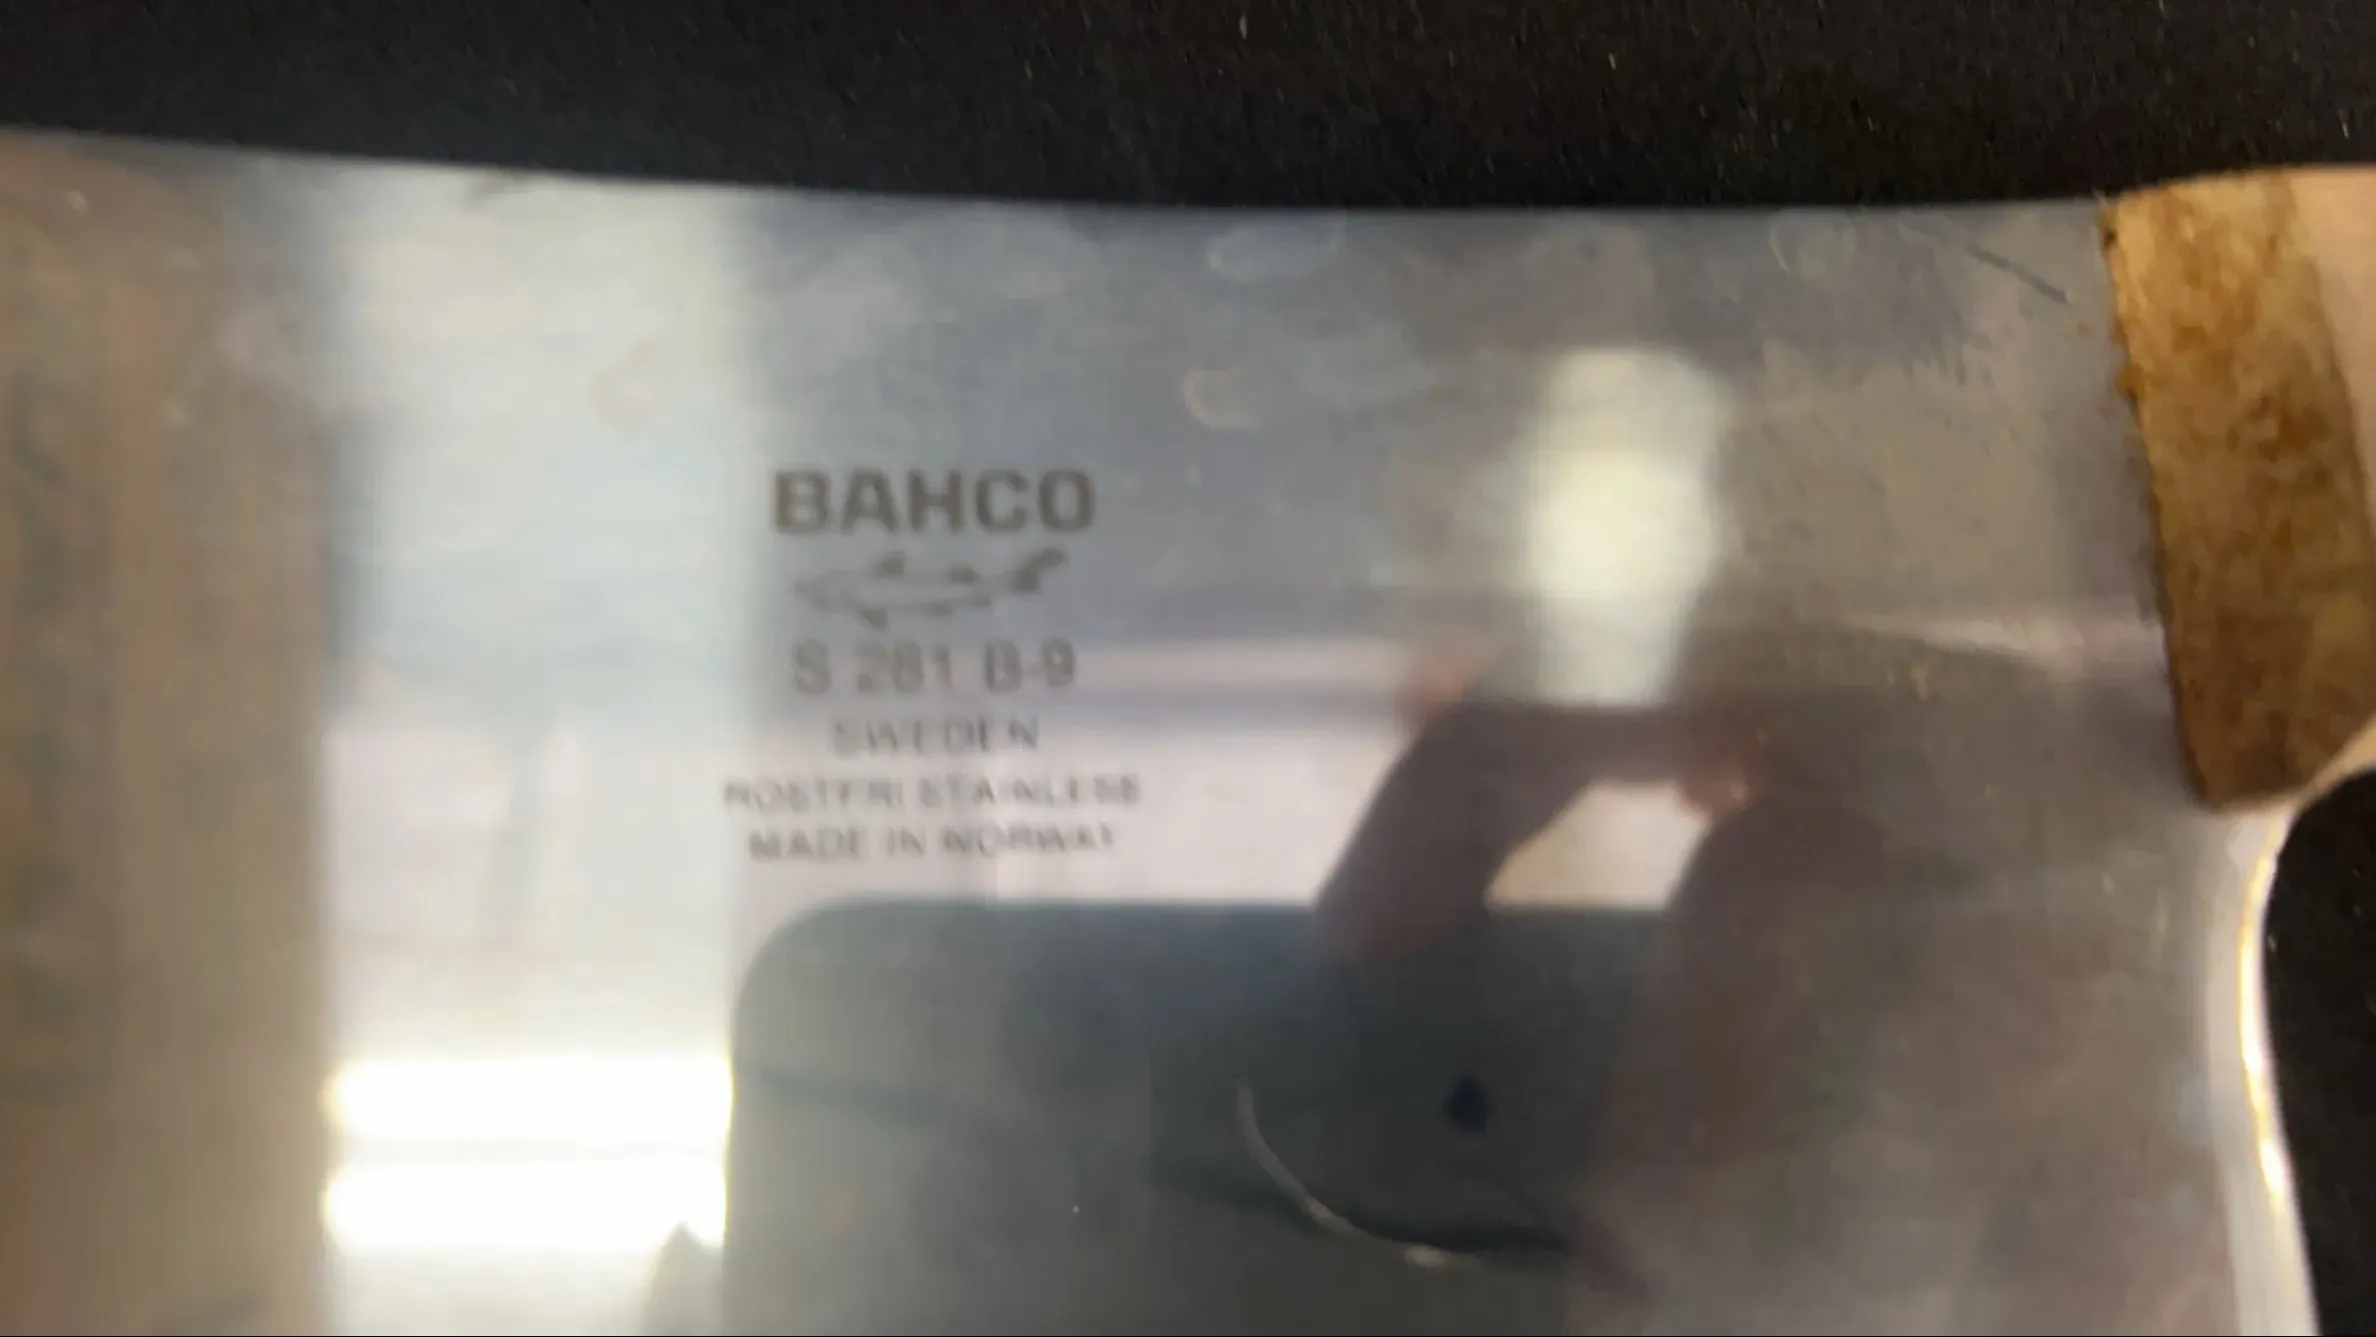 BAHCO
S 281 B-9
SWEDEN
ROSTFRI STAINLESS
MADE IN NORWAY